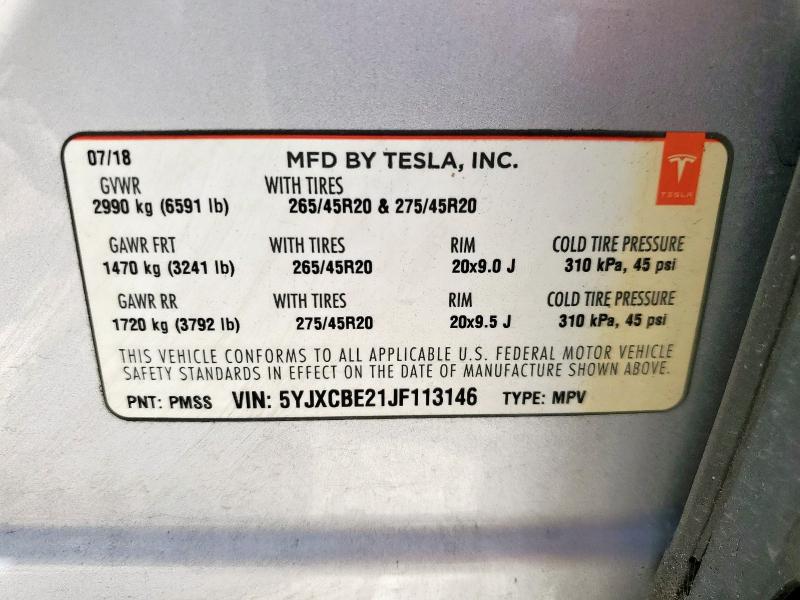 07/18 MFD BY TESLA, INC.
TESLA
GVWR WITH TIRES
2990 kg (6591 lb) 265/45R20 & 275/45R20
GAWR FRT WITH TIRES RIM COLD TIRE PRESSURE
1470 kg (3241 lb) 265/45R20 20x9.0 J 310 kPa, 45 psi
GAWR RR WITH TIRES RIM COLD TIRE PRESSURE
1720 kg (3792 lb) 275/45R20 20x9.5 J 310 kPa, 45 psi
THIS VEHICLE CONFORMS TO ALL APPLICABLE U.S. FEDERAL MOTOR VEHICLE
SAFETY STANDARDS IN EFFECT ON THE DATE OF MANUFACTURE SHOWN ABOVE.
PNT: PMSS VIN: 5YJXCBE21JF113146 TYPE: MPV